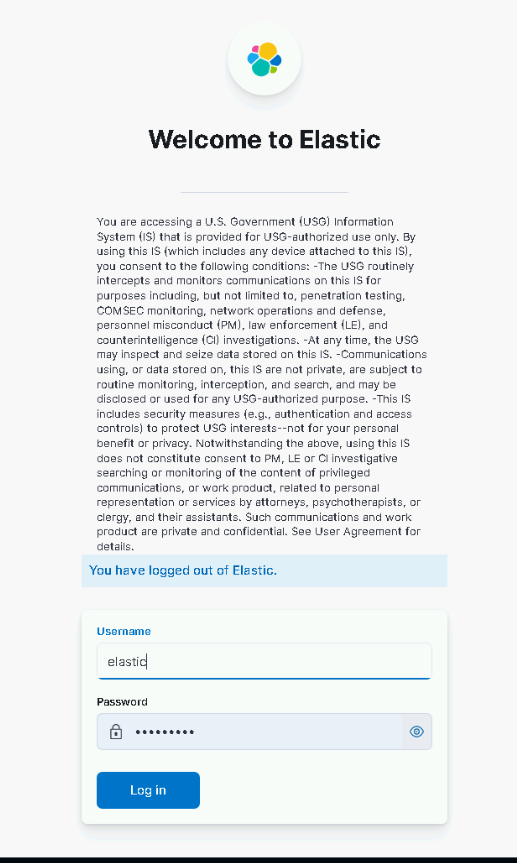 Welcome to Elastic
You are accessing a U.S. Government (USG) Information
System (IS) that is provided for USG-authorized use only. By
using this IS (which includes any device attached to this IS),
you consent to the following conditions: -The USG routinely
intercepts and monitors communications on this IS for
purposes including, but not limited to, penetration testing,
COMSEC monitoring, network operations and defense,
personnel misconduct (PM), law enforcement (LE), and
counterintelligence (CI) investigations. -At any time, the USG
may inspect and seize data stored on this IS. -Communications
using, or data stored on, this IS are not private, are subject to
routine monitoring, interception, and search, and may be
disclosed or used for any USG-authorized purpose. -This IS
includes security measures (e.g., authentication and access
controls) to protect USG interests--not for your personal
benefit or privacy. Notwithstanding the above, using this IS
does not constitute consent to PM, LE or CI investigative
searching or monitoring of the content of privileged
communications, or work product, related to personal
representation or services by attorneys, psychotherapists, or
clergy, and their assistants. Such communications and work
product are private and confidential. See User Agreement for
details.
You have logged out of Elastic.
Username
elastic
Password
•••••••••
Log in